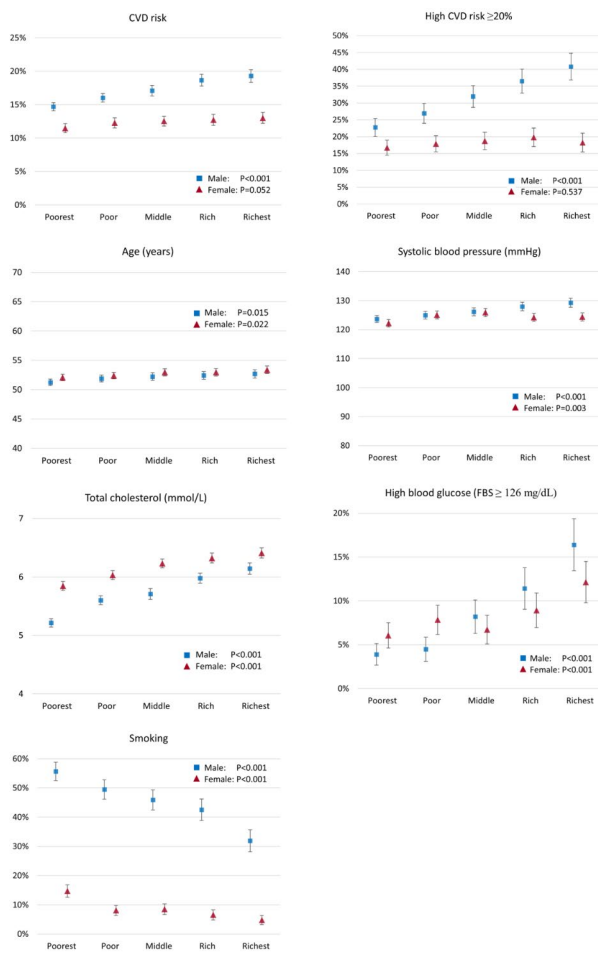 CVD risk
25%
20%
15%
10%
5%
0%
Male: P<0.001
Female: P=0.052
Poorest Poor Middle Rich Richest
High CVD risk ≥20%
50%
45%
40%
35%
30%
25%
20%
15%
10%
5%
0%
Male: P<0.001
Female: P=0.537
Poorest Poor Middle Rich Richest
Age (years)
70
65
60
55
50
45
40
Male: P=0.015
Female: P=0.022
Poorest Poor Middle Rich Richest
Systolic blood pressure (mmHg)
140
130
120
110
100
90
80
Male: P<0.001
Female: P=0.003
Poorest Poor Middle Rich Richest
Total cholesterol (mmol/L)
7
6
5
4
Male: P<0.001
Female: P<0.001
Poorest Poor Middle Rich Richest
High blood glucose (FBS ≥ 126 mg/dL)
20%
15%
10%
5%
0%
Male: P<0.001
Female: P<0.001
Poorest Poor Middle Rich Richest
Smoking
60%
50%
40%
30%
20%
10%
0%
Male: P<0.001
Female: P<0.001
Poorest Poor Middle Rich Richest